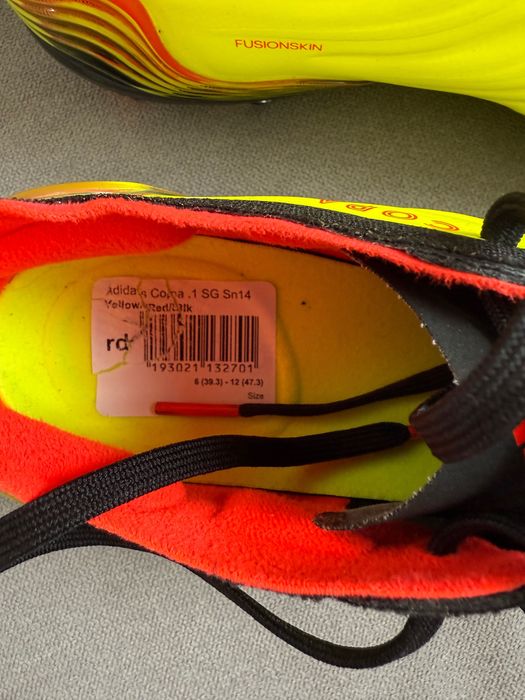 FUSIONSKIN
COPA
Adidas Copa .1 SG Sn14
Yellow/Red/Blk
rd
193021 132701
6 (39.3) - 12 (47.3)
Size